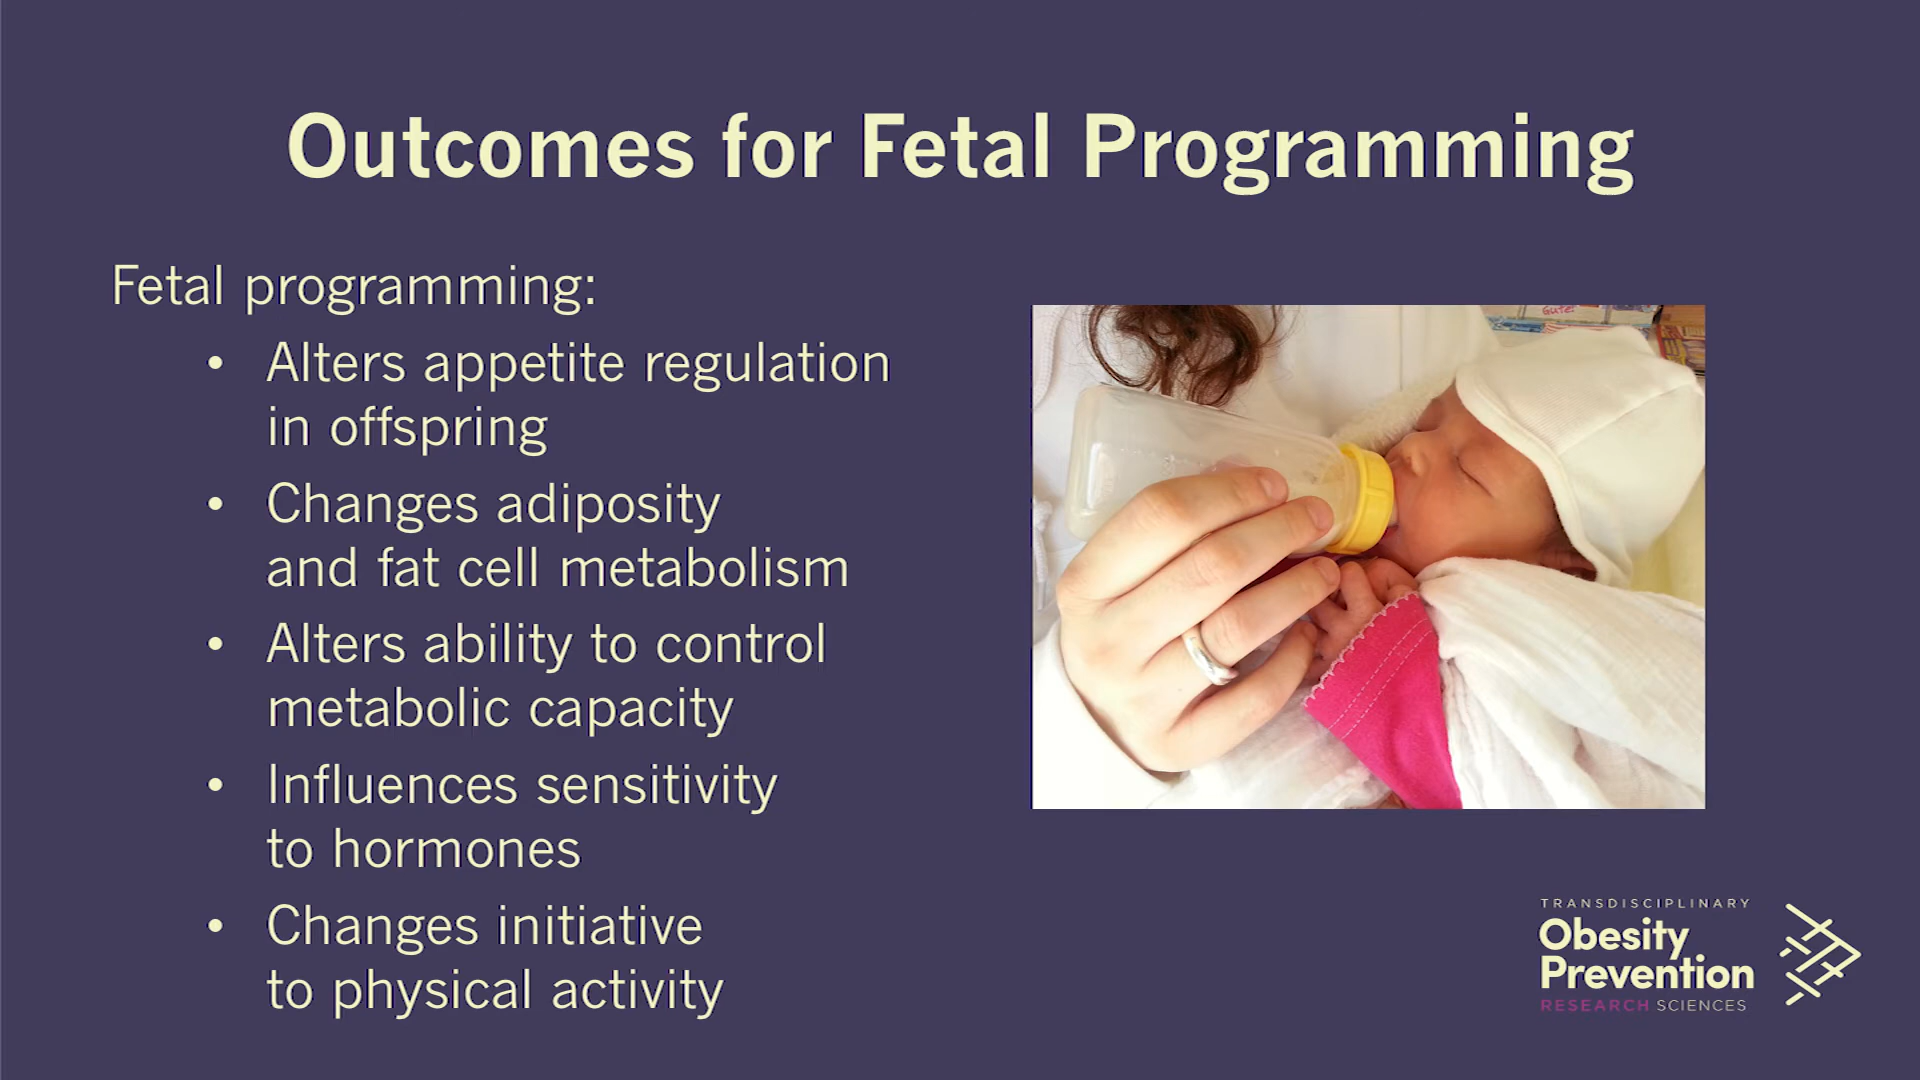 Outcomes for Fetal Programming
Fetal programming:
• Alters appetite regulation
in offspring
• Changes adiposity
and fat cell metabolism
• Alters ability to control
metabolic capacity
• Influences sensitivity
to hormones
• Changes initiative
to physical activity
Gute.
TRANSDISCIPLINARY
Obesity
Prevention
RESEARCH SCIENCES